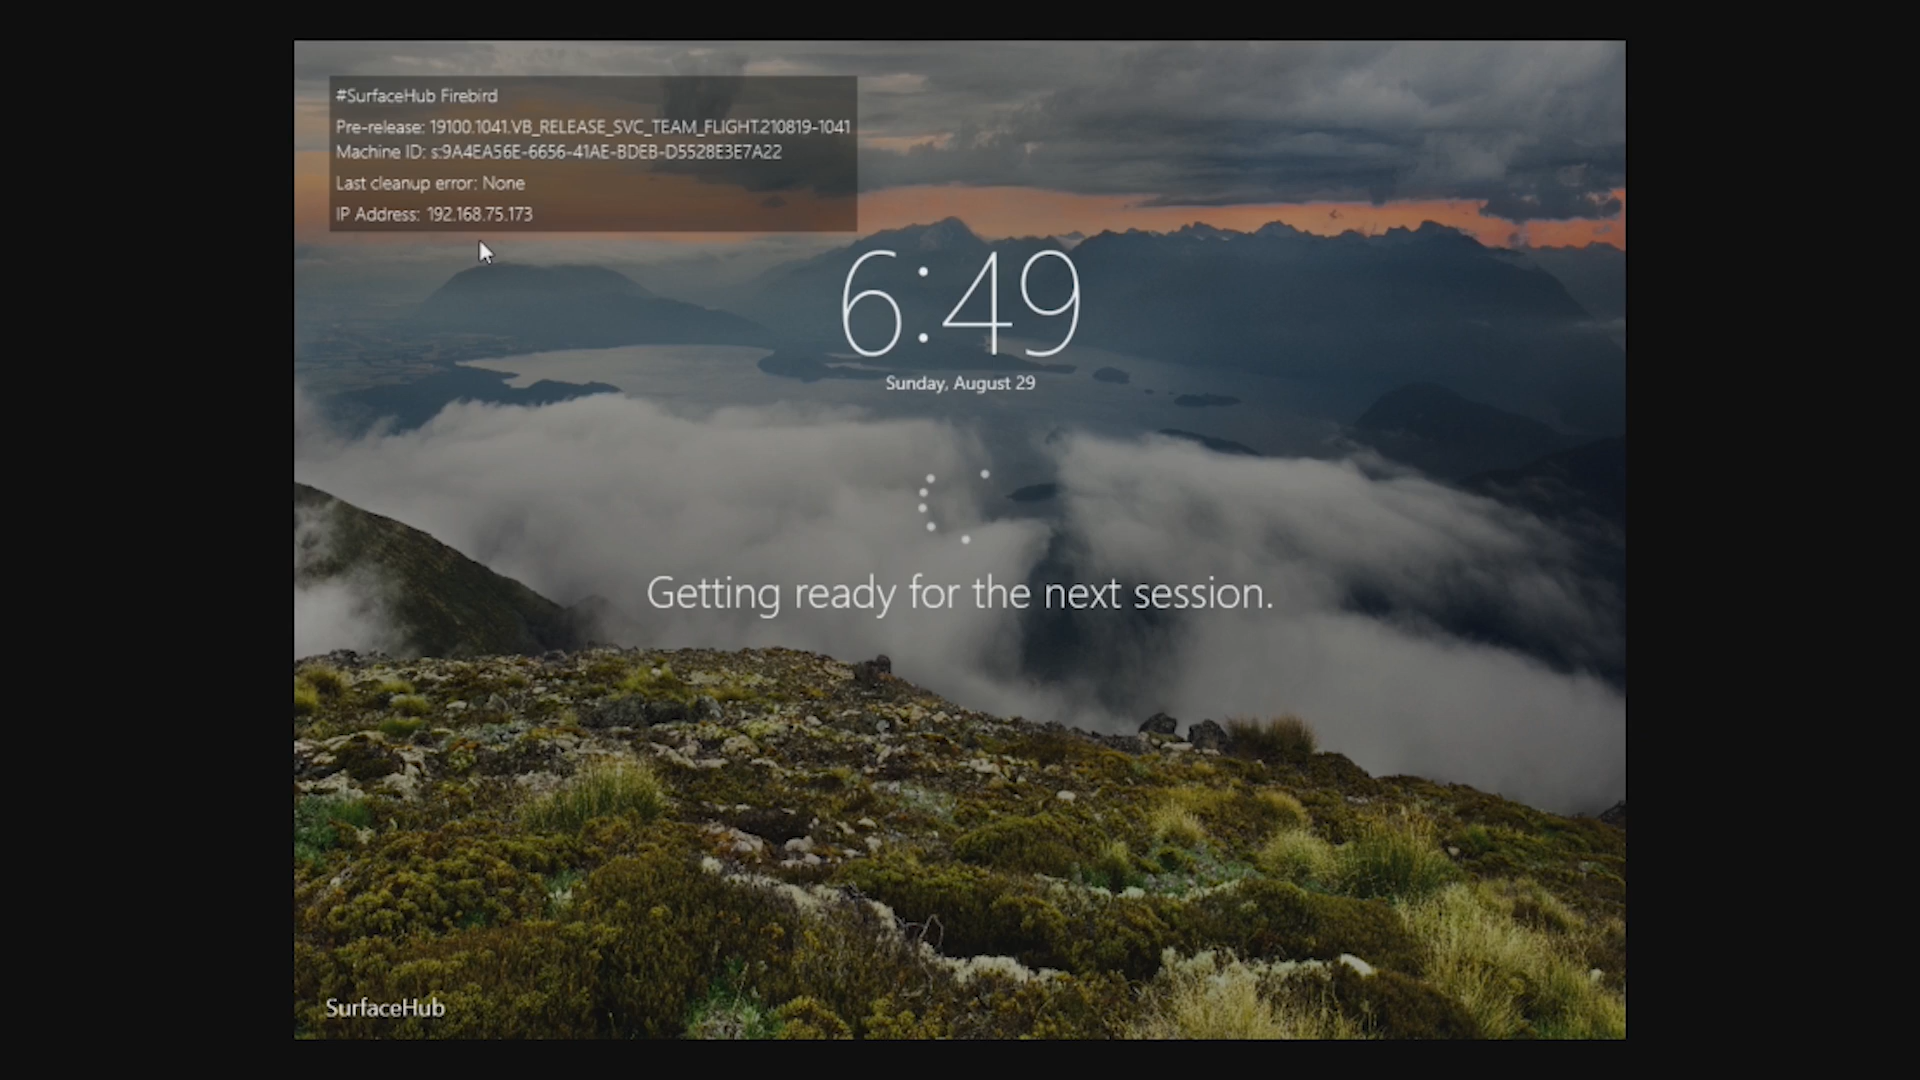 #SurfaceHub Firebird
Pre-release: 19100.1041.VB_RELEASE_SVC_TEAM_FLIGHT.210819-1041
Machine ID: s:9A4EA56E-6656-41AE-BDEB-D5528E3E7A22
Last cleanup error: None
IP Address: 192.168.75.173
6:49
Sunday, August 29
Getting ready for the next session.
SurfaceHub